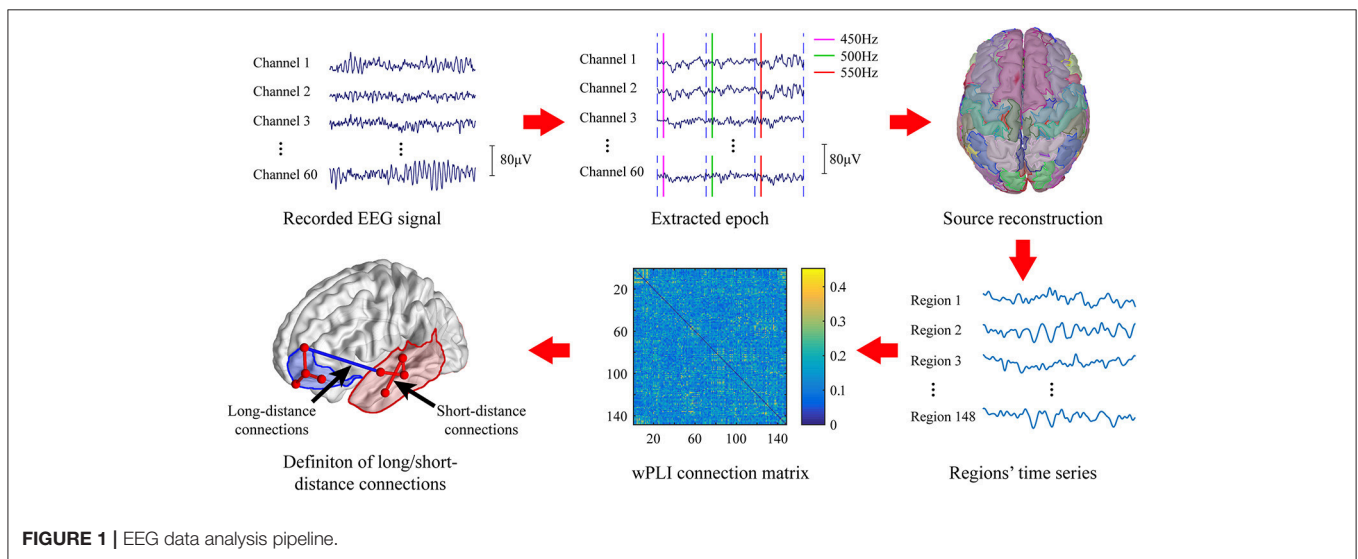 Channel 1
Channel 2
Channel 3
Channel 60
80μV
Recorded EEG signal
Channel 1
Channel 2
Channel 3
Channel 60
450Hz
500Hz
550Hz
80μV
Extracted epoch
Source reconstruction
Region 1
Region 2
Region 3
Region 148
Regions' time series
20
60
100
140
20
60
100
140
0.4
0.3
0.2
0.1
0
wPLI connection matrix
Long-distance
connections
Short-distance
connections
Definiton of long/short-
distance connections
FIGURE 1 | EEG data analysis pipeline.